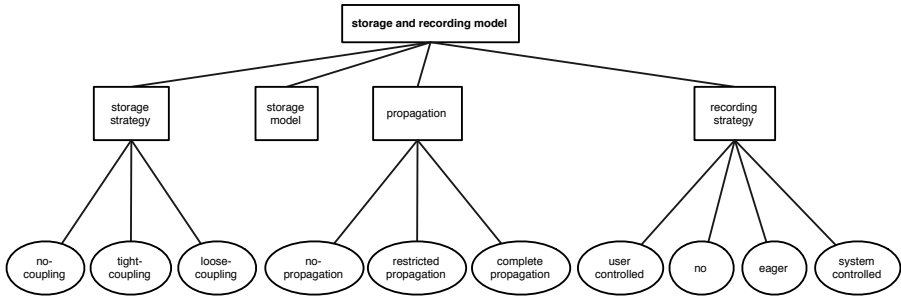 storage and recording model
storage
strategy
storage
model
propagation
recording
strategy
no-
coupling
tight-
coupling
loose-
coupling
no-
propagation
restricted
propagation
complete
propagation
user
controlled
no
eager
system
controlled